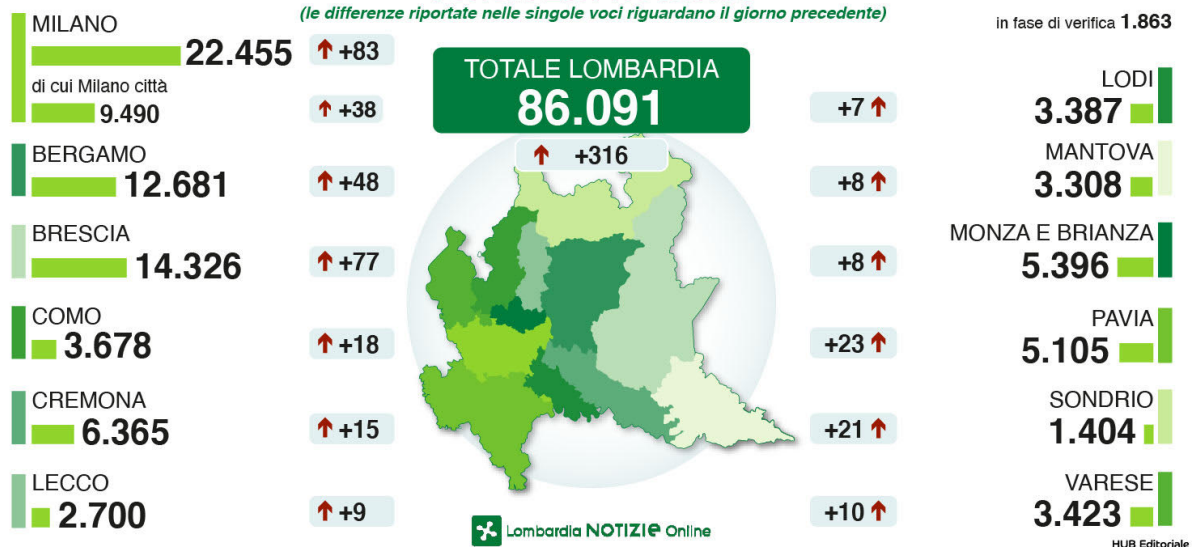 (le differenze riportate nelle singole voci riguardano il giorno precedente)
in fase di verifica 1.863
MILANO
22.455
+83
di cui Milano città
9.490
+38
BERGAMO
12.681
+48
BRESCIA
14.326
+77
COMO
3.678
+18
CREMONA
6.365
+15
LECCO
2.700
+9
TOTALE LOMBARDIA
86.091
+316
LODI
+7
3.387
MANTOVA
+8
3.308
MONZA E BRIANZA
+8
5.396
PAVIA
+23
5.105
SONDRIO
+21
1.404
VARESE
+10
3.423
Lombardia NOTIZIe Online
HUB Editoriale